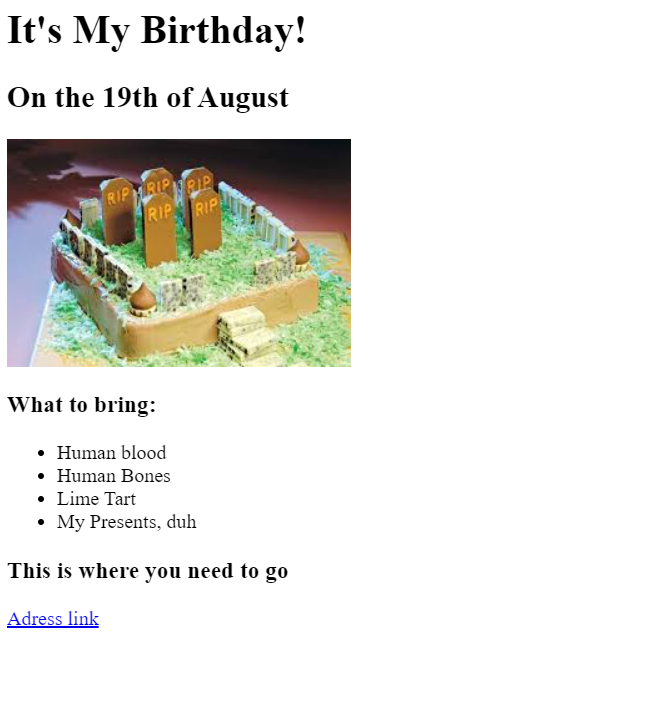 It's My Birthday!
On the 19th of August
RIP
RIP
RIP
RIP
RIP
What to bring:
Human blood
Human Bones
Lime Tart
My Presents, duh
This is where you need to go
Adress link